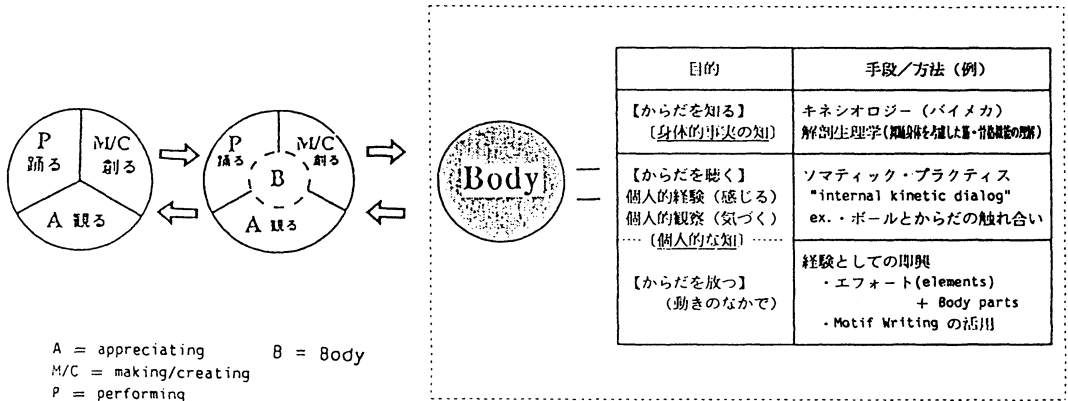 P
踊る
M/C
創る
A 観る
P
踊る
M/C
創る
B
A 観る
A = appreciating
M/C = making/creating
P = performing
B = Body
Body
目的
手段／方法（例）
【からだを知る】
〔身体的事実の知〕
キネシオロジー（バイメカ）
解剖生理学(
【からだを聴く】
個人的経験（感じる）
個人的観察（気づく）
‥‥〔個人的な知〕‥‥
ソマティック・プラクティス
"internal kinetic dialog"
ex.・ボールとからだの触れ合い
【からだを放つ】
（動きのなかで）
経験としての即興
・エフォート(elements)
+ Body parts
・Motif Writing の活用